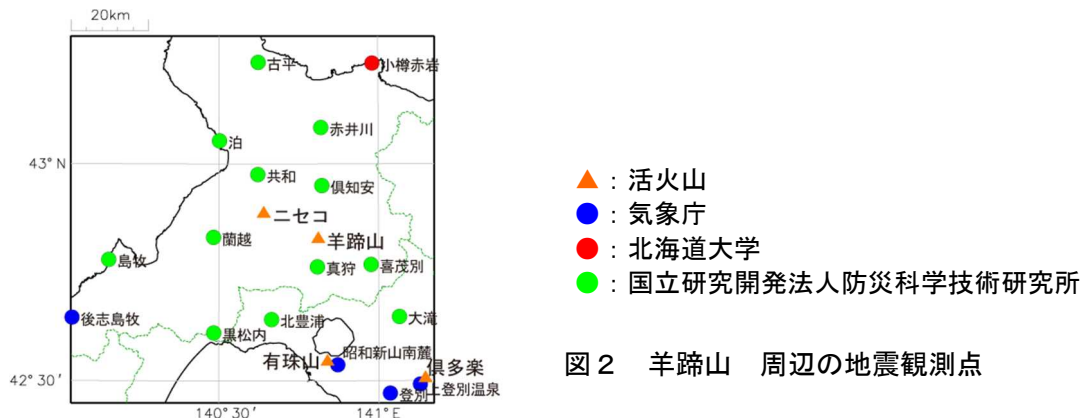 20km
古平
小樽赤岩
赤井川
泊
43° N
共和
倶知安
ニセコ
蘭越
羊蹄山
島牧
真狩
喜茂別
後志島牧
北豊浦
大滝
黒松内
昭和新山南麓
有珠山
倶多楽
42° 30′
上登別温泉
登別
140° 30′
141° E
：活火山
：気象庁
：北海道大学
：国立研究開発法人防災科学技術研究所
図２　羊蹄山　周辺の地震観測点